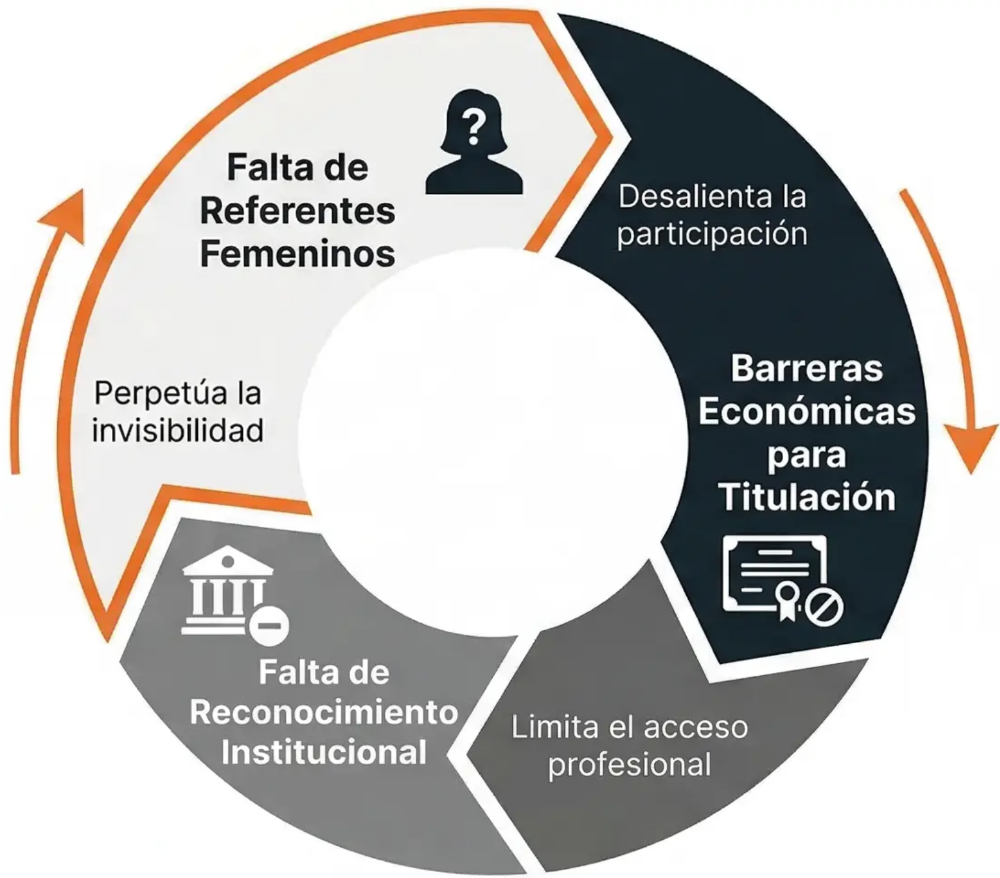 Falta de
Referentes
Femeninos
?
Desalienta la
participación
Barreras
Económicas
para
Titulación
Limita el acceso
profesional
Falta de
Reconocimiento
Institucional
Perpetúa la
invisibilidad